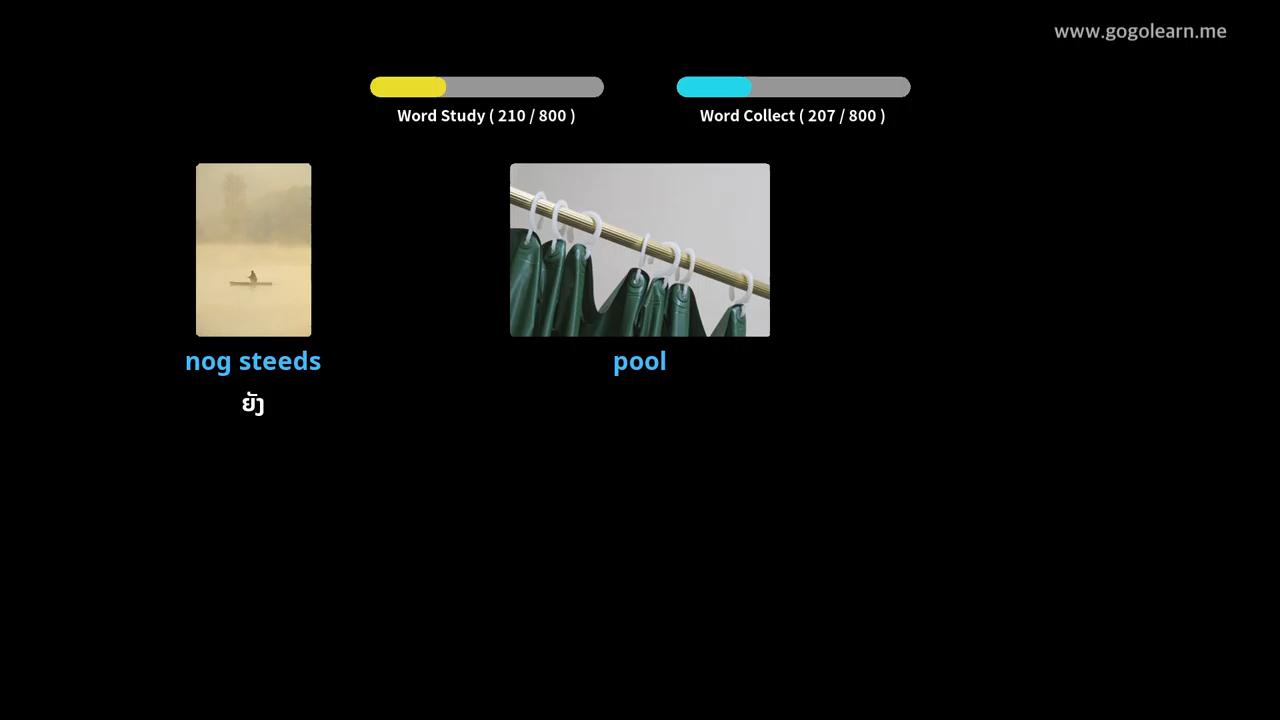 www.gogolearn.me
Word Study ( 210 / 800 )
Word Collect ( 207 / 800 )
nog steeds
pool
ຍັງ